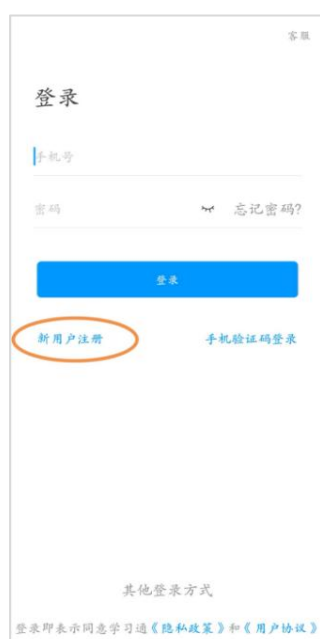 客服
登录
手机号
密码 忘记密码?
登录
新用户注册 手机验证码登录
其他登录方式
登录即表示同意学习通《隐私政策》和《用户协议》